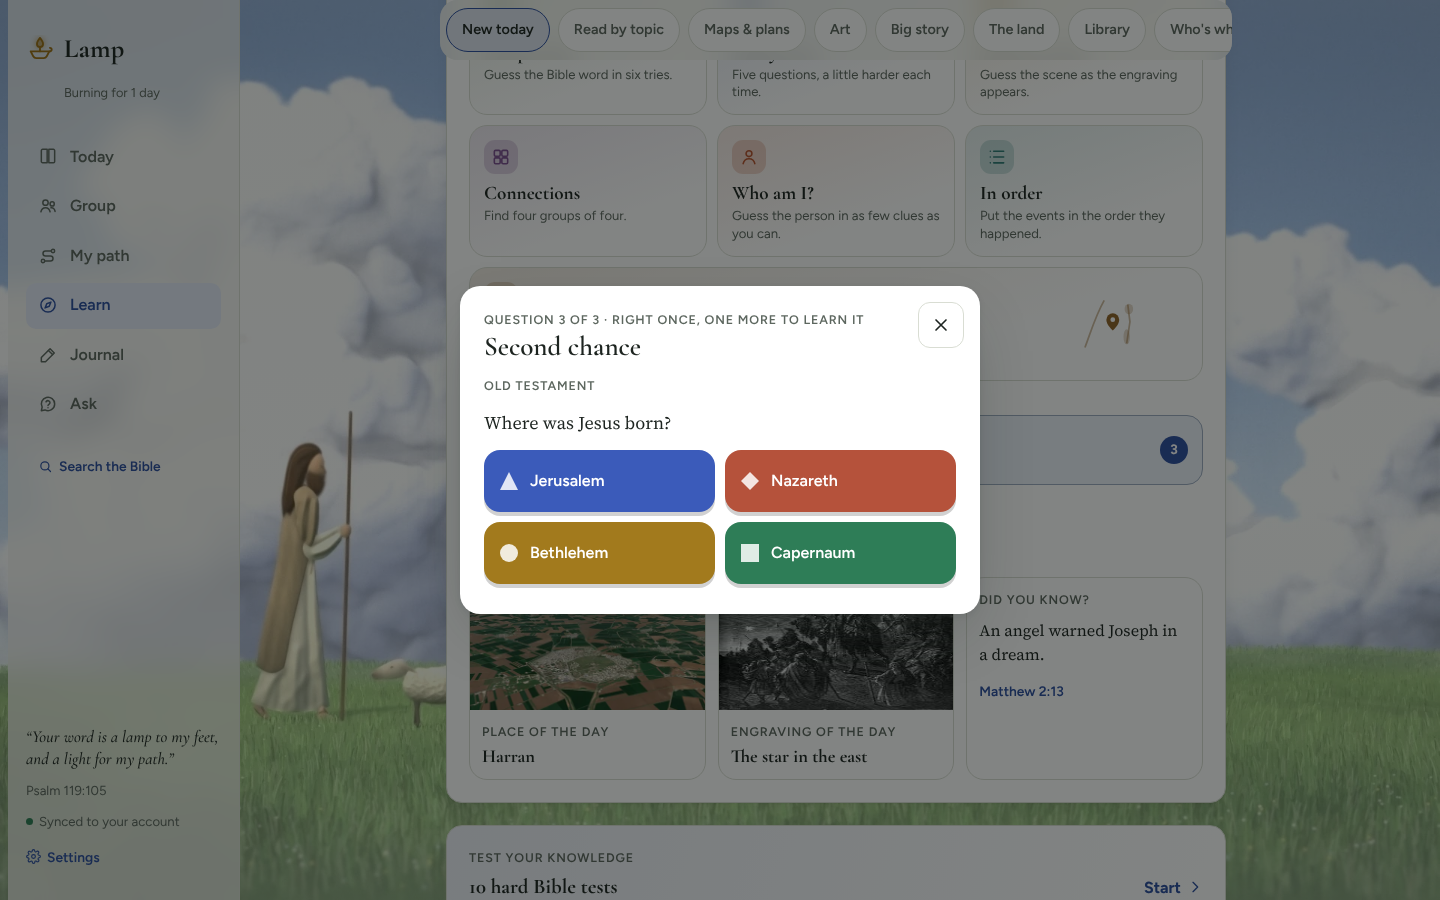 Lamp
Burning for 1 day
Today
Group
My path
Learn
Journal
Ask
Search the Bible
“Your word is a lamp to my feet,
and a light for my path.”
Psalm 119:105
Synced to your account
Settings
New today
Read by topic
Maps & plans
Art
Big story
The land
Library
Who's wh
Guess the Bible word in six tries.
Five questions, a little harder each
time.
Guess the scene as the engraving
appears.
Connections
Find four groups of four.
Who am I?
Guess the person in as few clues as
you can.
In order
Put the events in the order they
happened.
QUESTION 3 OF 3 · RIGHT ONCE, ONE MORE TO LEARN IT
Second chance
OLD TESTAMENT
Where was Jesus born?
Jerusalem
Nazareth
Bethlehem
Capernaum
3
PLACE OF THE DAY
Harran
ENGRAVING OF THE DAY
The star in the east
DID YOU KNOW?
An angel warned Joseph in
a dream.
Matthew 2:13
TEST YOUR KNOWLEDGE
10 hard Bible tests
Start